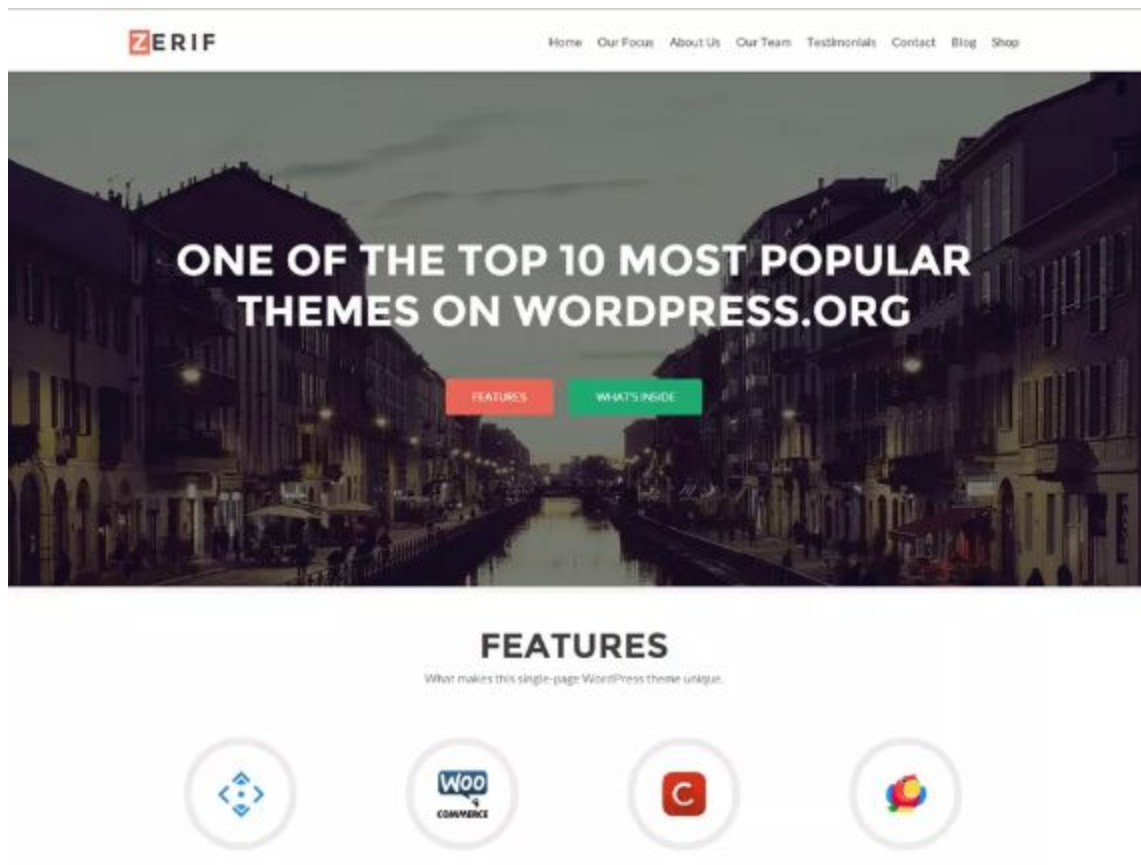 ZERIF
Home Our Focus About Us Our Team Testimonials Contact Blog Shop
ONE OF THE TOP 10 MOST POPULAR
THEMES ON WORDPRESS.ORG
FEATURES WHAT'S INSIDE
FEATURES
What makes this single-page WordPress theme unique.
WOO
COMMERCE
C